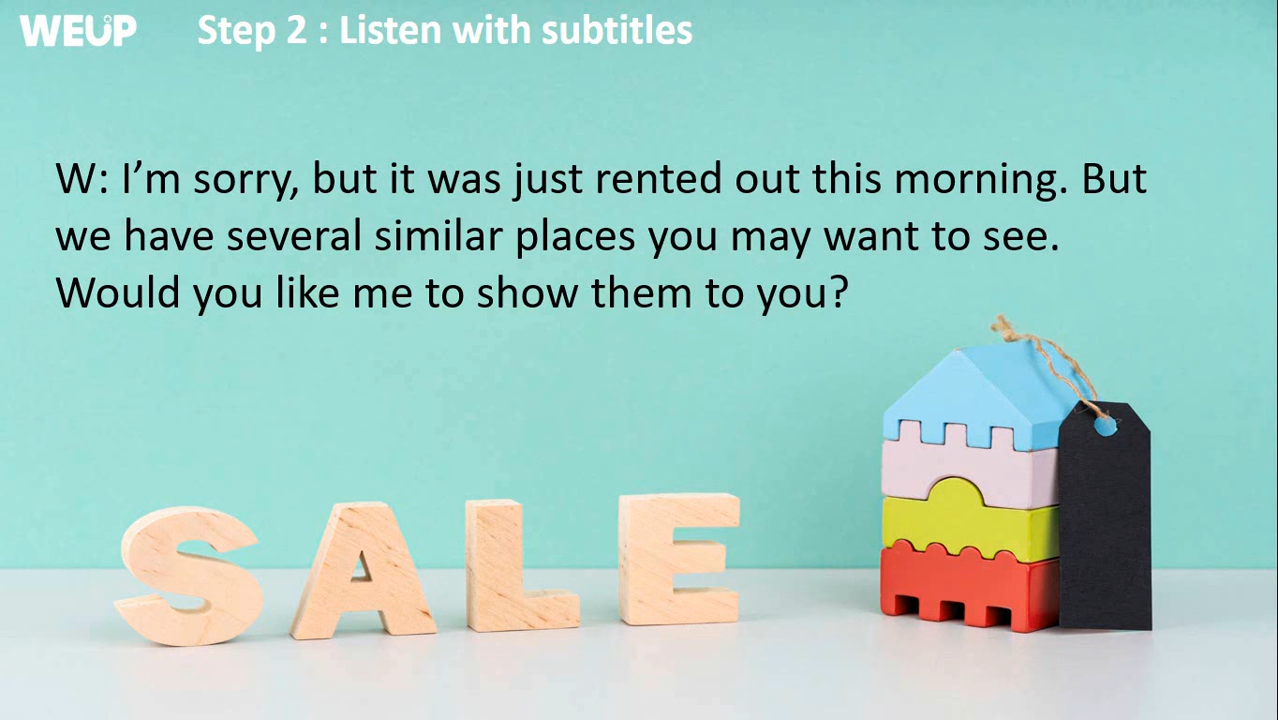 WEUP
Step 2 : Listen with subtitles
W: I’m sorry, but it was just rented out this morning. But
we have several similar places you may want to see.
Would you like me to show them to you?
SALE